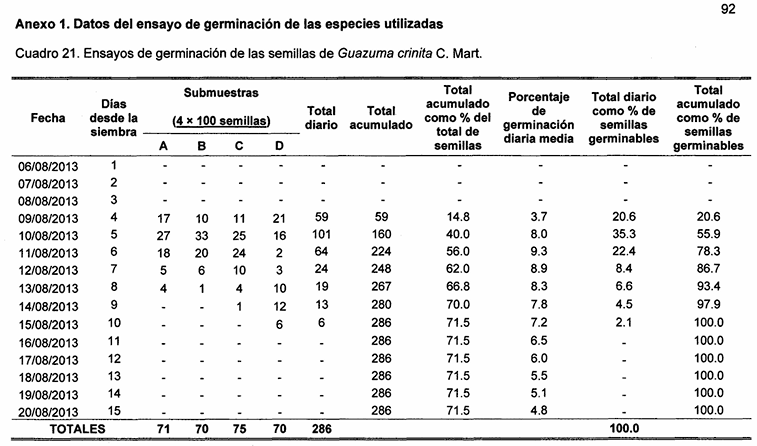 92
Anexo 1. Datos del ensayo de germinación de las especies utilizadas
Cuadro 21. Ensayos de germinación de las semillas de Guazuma crinita C. Mart.
Fecha Días desde la siembra Submuestras (4 × 100 semillas) Total diario Total acumulado Total acumulado como % del total de semillas Porcentaje de germinación diaria media Total diario como % de semillas germinables Total acumulado como % de semillas germinables
A B C D
06/08/2013 1 - - - - - - - - - -
07/08/2013 2 - - - - - - - - - -
08/08/2013 3 - - - - - - - - - -
09/08/2013 4 17 10 11 21 59 59 14.8 3.7 20.6 20.6
10/08/2013 5 27 33 25 16 101 160 40.0 8.0 35.3 55.9
11/08/2013 6 18 20 24 2 64 224 56.0 9.3 22.4 78.3
12/08/2013 7 5 6 10 3 24 248 62.0 8.9 8.4 86.7
13/08/2013 8 4 1 4 10 19 267 66.8 8.3 6.6 93.4
14/08/2013 9 - - 1 12 13 280 70.0 7.8 4.5 97.9
15/08/2013 10 - - - 6 6 286 71.5 7.2 2.1 100.0
16/08/2013 11 - - - - - 286 71.5 6.5 - 100.0
17/08/2013 12 - - - - - 286 71.5 6.0 - 100.0
18/08/2013 13 - - - - - 286 71.5 5.5 - 100.0
19/08/2013 14 - - - - - 286 71.5 5.1 - 100.0
20/08/2013 15 - - - - - 286 71.5 4.8 - 100.0
TOTALES 71 70 75 70 286 100.0